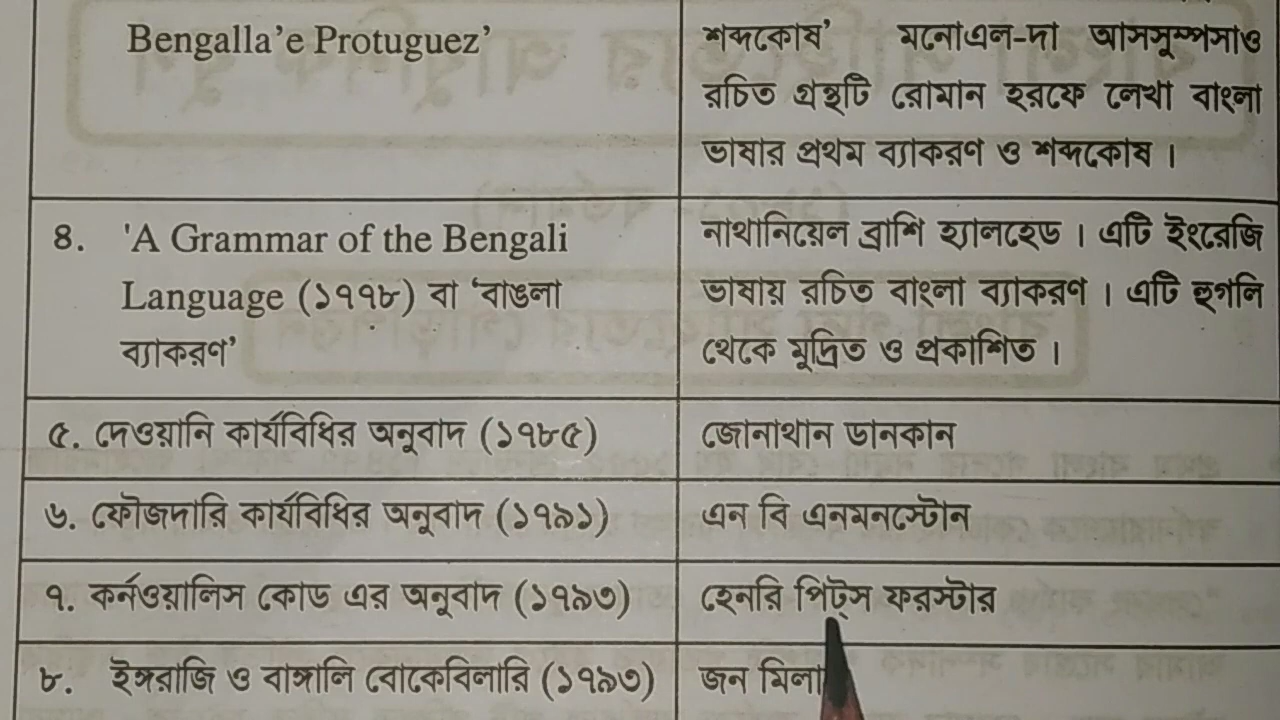 Bengalla’e Protuguez’
শব্দকোষ’ মনোএল-দা আসসুম্পসাও
রচিত গ্রন্থটি রোমান হরফে লেখা বাংলা
ভাষার প্রথম ব্যাকরণ ও শব্দকোষ ।
8. 'A Grammar of the Bengali
Language (১৭৭৮) বা ‘বাঙলা
ব্যাকরণ’
নাথানিয়েল ব্রাশি হ্যালহেড । এটি ইংরেজি
ভাষায় রচিত বাংলা ব্যাকরণ । এটি হুগলি
থেকে মুদ্রিত ও প্রকাশিত ।
৫. দেওয়ানি কার্যবিধির অনুবাদ (১৭৮৫)
জোনাথান ডানকান
৬. ফৌজদারি কার্যবিধির অনুবাদ (১৭৯১)
এন বি এনমনস্টোন
৭. কর্নওয়ালিস কোড এর অনুবাদ (১৭৯৩)
হেনরি পিট্স ফরস্টার
৮. ইঙ্গরাজি ও বাঙ্গালি বোকেবিলারি (১৭৯৩)
জন মিলা